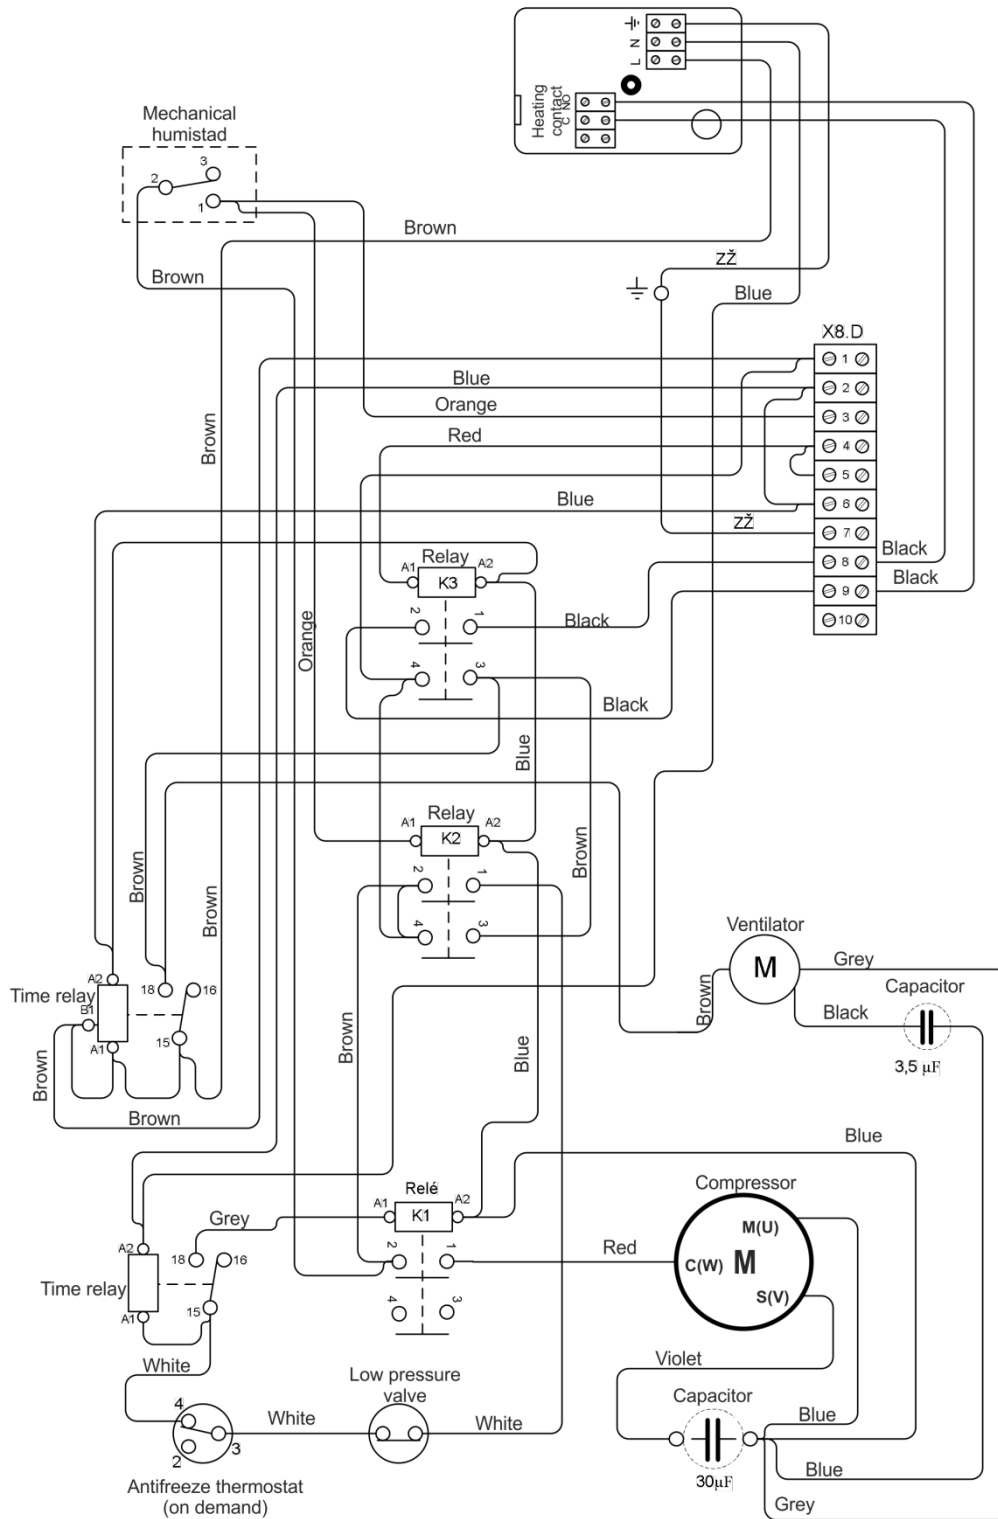 N
L
Heating
contact
C NO
Mechanical
humistad
3
2
1
Brown
Brown
ZŽ
Blue
X8.D
1
Blue
2
Orange
3
Brown
Red
4
5
Blue
6
ZŽ
7
Black
8
Black
9
10
Relay
A1
K3
A2
2
1
Black
4
3
Black
Orange
Blue
Relay
A1
K2
A2
2
1
4
3
Brown
Brown
Brown
Ventilator
M
Grey
Capacitor
Black
3,5 µF
Brown
A2
Time relay
B1
A1
18
16
15
Brown
Brown
Brown
Blue
Blue
Relé
A1
K1
A2
Grey
2
1
Red
4
3
Compressor
M(U)
C(W)
M
S(V)
A2
Time relay
A1
18
16
15
White
Low pressure
valve
Violet
4
3
2
White
White
Capacitor
Blue
30µF
Blue
Grey
Antifreeze thermostat
(on demand)